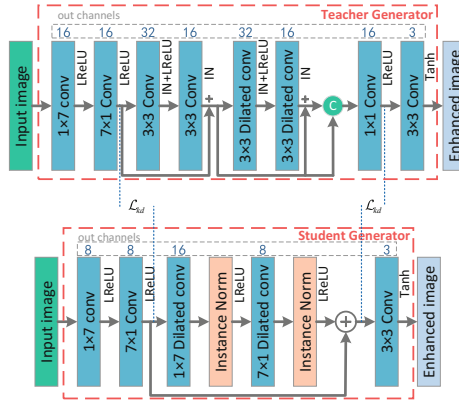 out channels
Teacher Generator
16 16 32 16 32 16 16 3
Input image
1×7 conv
LReLU
7×1 Conv
LReLU
3×3 Conv
IN+LReLU
3×3 Conv
IN
+
3×3 Dilated conv
IN+LReLU
3×3 Dilated conv
IN
+
C
1×1 Conv
LReLU
3×3 Conv
Tanh
Enhanced image
ℒkd
ℒkd
out channels
Student Generator
8 8 16 8 3
Input image
1×7 conv
LReLU
7×1 Conv
LReLU
1×7 Dilated conv
Instance Norm
LReLU
7×1 Dilated conv
Instance Norm
LReLU
+
3×3 Conv
Tanh
Enhanced image